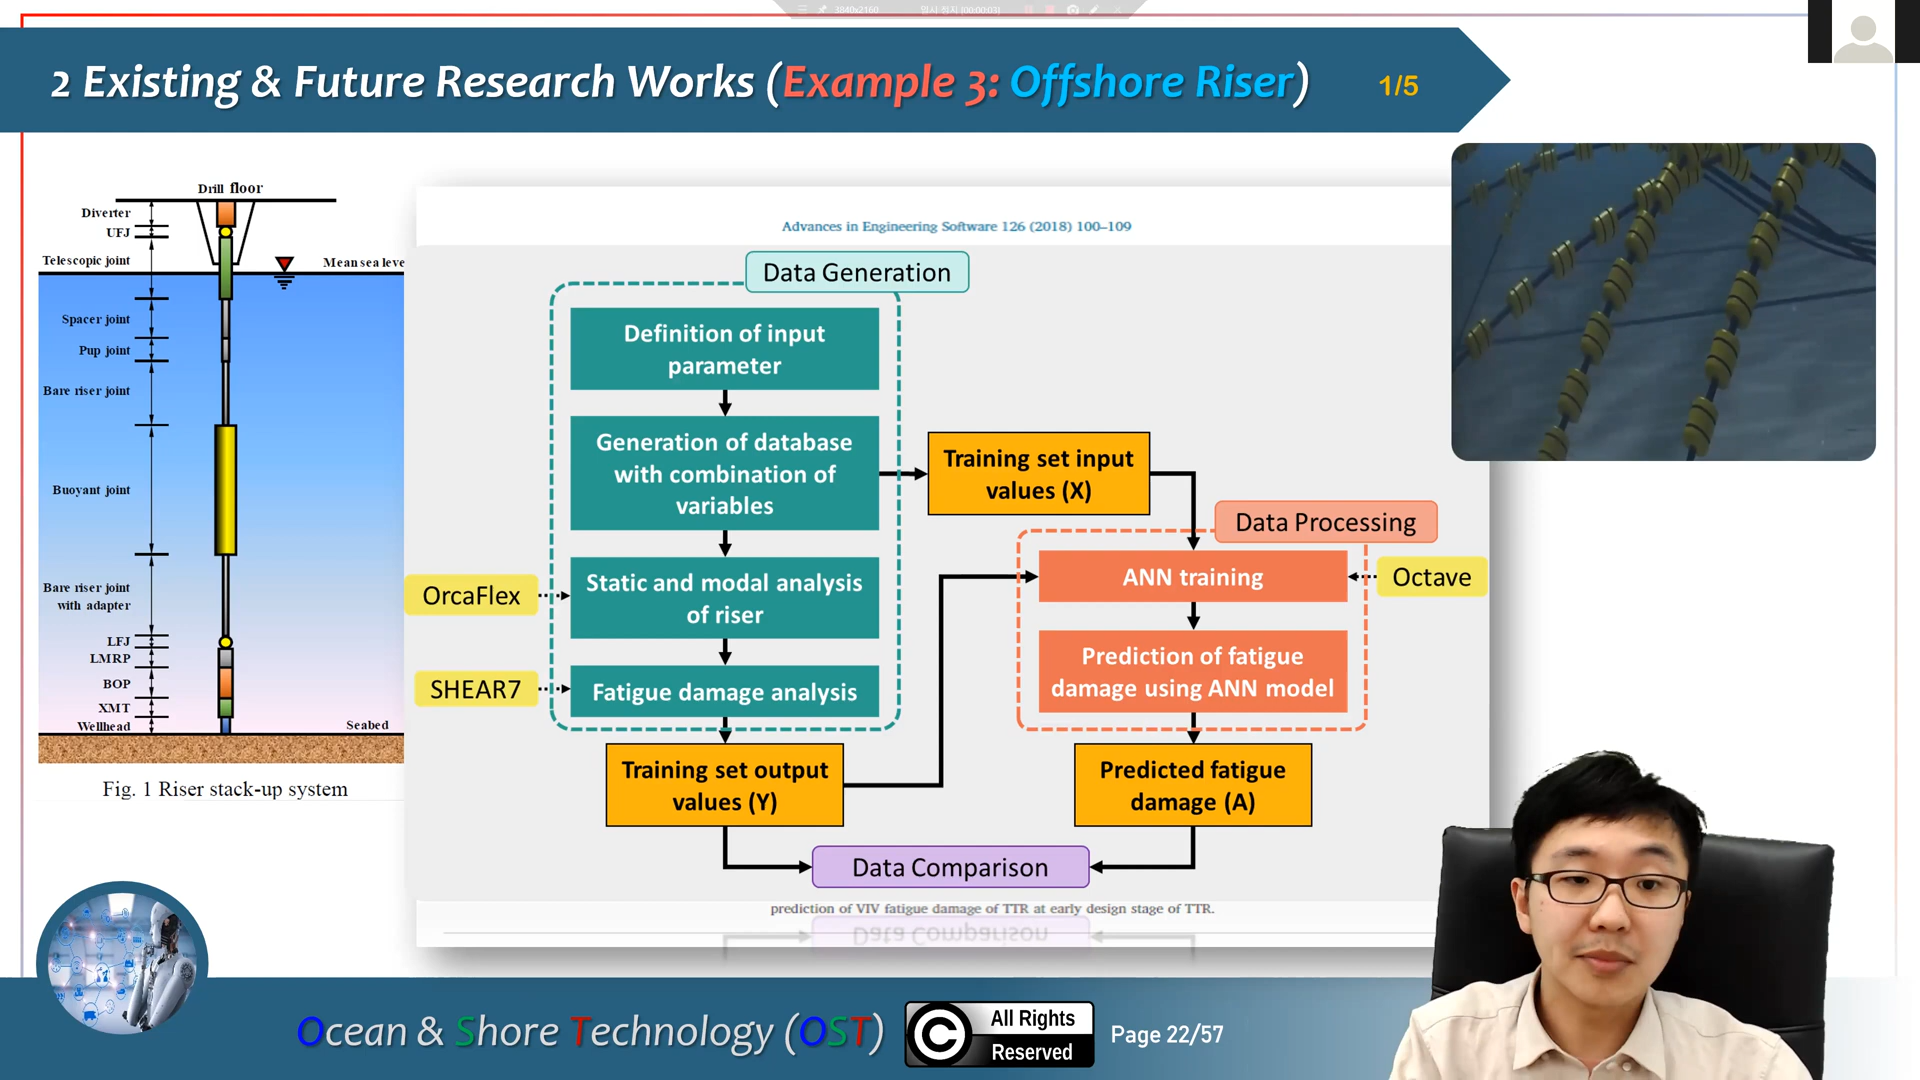 3840x2160
2 Existing & Future Research Works (Example 3: Offshore Riser)
1/5
Drill floor
Diverter
UFJ
Telescopic joint
Mean sea leve
Spacer joint
Pup joint
Bare riser joint
Buoyant joint
Bare riser joint
with adapter
LFJ
LMRP
BOP
XMT
Wellhead
Seabed
Fig. 1 Riser stack-up system
Advances in Engineering Software 126 (2018) 100–109
Data Generation
Definition of input
parameter
Generation of database
with combination of
variables
Training set input
values (X)
Data Processing
OrcaFlex
Static and modal analysis
of riser
ANN training
Octave
SHEAR7
Fatigue damage analysis
Prediction of fatigue
damage using ANN model
Training set output
values (Y)
Predicted fatigue
damage (A)
Data Comparison
prediction of VIV fatigue damage of TTR at early design stage of TTR.
Ocean & Shore Technology (OST)
C
All Rights
Reserved
Page 22/57